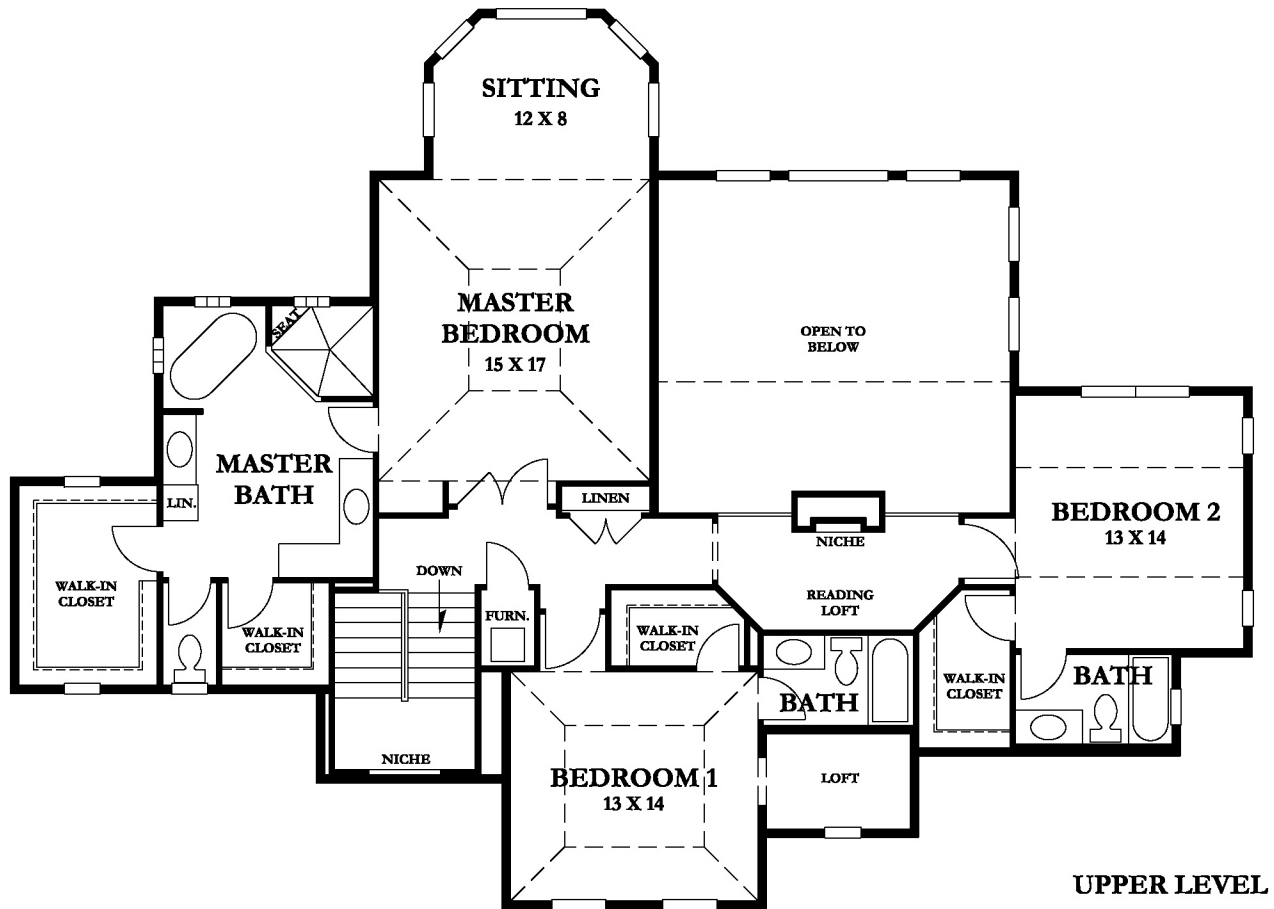 SITTING
12 X 8
MASTER
BEDROOM
15 X 17
SEAT
OPEN TO
BELOW
MASTER
BATH
LIN.
LINEN
BEDROOM 2
13 X 14
NICHE
WALK-IN
CLOSET
DOWN
READING
LOFT
FURN.
WALK-IN
CLOSET
WALK-IN
CLOSET
WALK-IN
CLOSET
BATH
BATH
NICHE
BEDROOM 1
13 X 14
LOFT
UPPER LEVEL